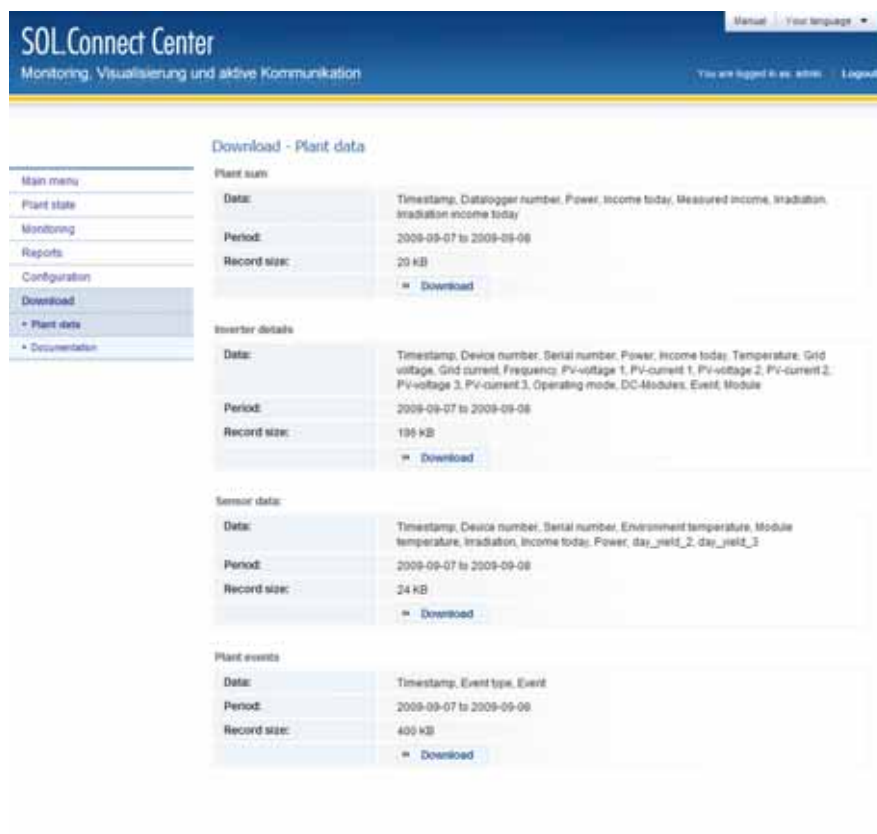 Manual Your language
SOL.Connect Center
Monitoring, Visualisierung und aktive Kommunikation
You are logged in as: admin Logout
Download - Plant data
Main menu
Plant state
Monitoring
Reports
Configuration
Download
• Plant data
• Documentation
Plant sum
Data: Timestamp, Datalogger number, Power, Income today, Measured income, Irradiation,
Irradiation income today
Period: 2009-09-07 to 2009-09-08
Record size: 20 KB
Download
Inverter details
Data: Timestamp, Device number, Serial number, Power, Income today, Temperature, Grid
voltage, Grid current, Frequency, PV-voltage 1, PV-current 1, PV-voltage 2, PV-current 2,
PV-voltage 3, PV-current 3, Operating mode, DC-Modules, Event, Module
Period: 2009-09-07 to 2009-09-08
Record size: KB
Download
Sensor data:
Data: Timestamp, Device number, Serial number, Environment temperature, Module
temperature, Irradiation, Income today, Power, day_yield_2, day_yield_3
Period: 2009-09-07 to 2009-09-08
Record size: 24 KB
Download
Plant events
Data: Timestamp, Event type, Event
Period: 2009-09-07 to 2009-09-08
Record size: 400 KB
Download